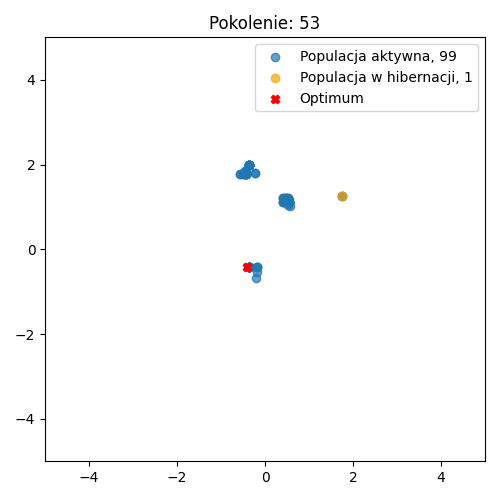 Pokolenie: 53
Populacja aktywna, 99
Populacja w hibernacji, 1
Optimum
4
2
0
−2
−4
−4
−2
0
2
4